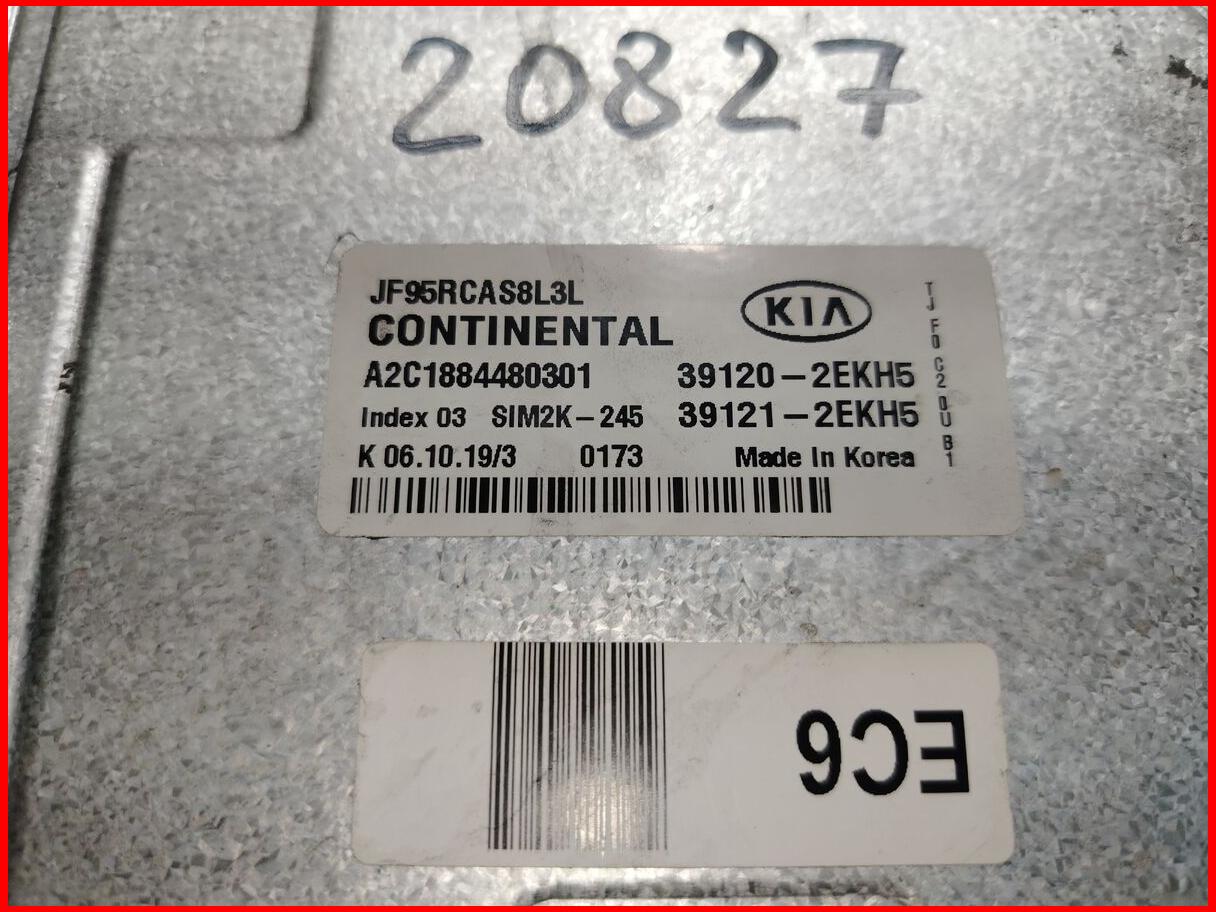 20827
JF95RCAS8L3L
KIA
CONTINENTAL
A2C1884480301 39120-2EKH5
Index 03 SIM2K-245 39121-2EKH5
K 06.10.19/3 0173 Made In Korea
TJ F0 C2 0U B1
EC6